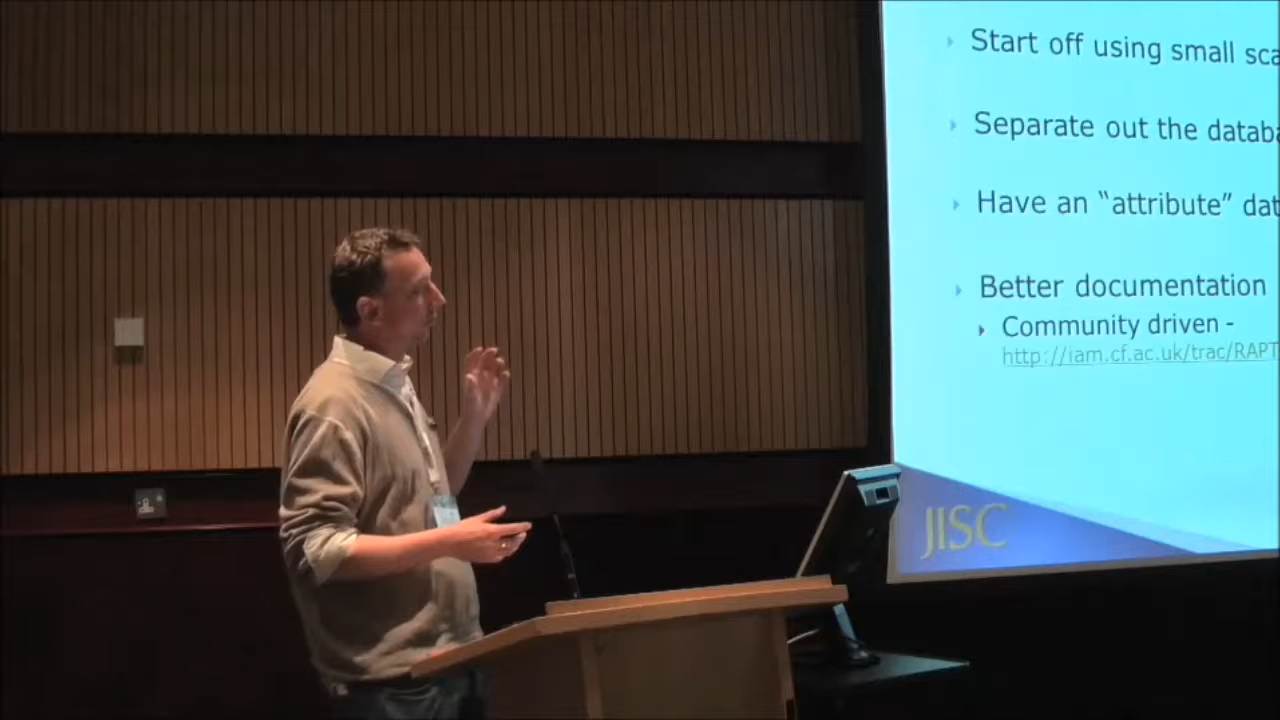 Start off using small sca
Separate out the databa
Have an “attribute” dat
Better documentation
Community driven -
http://iam.cf.ac.uk/trac/RAPT
JISC